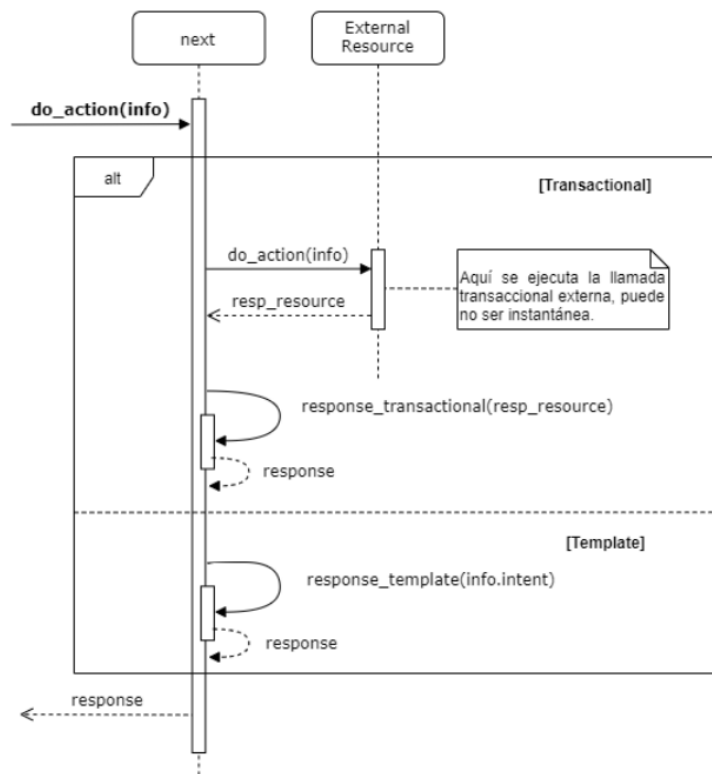 next
External
Resource
do_action(info)
alt
[Transactional]
do_action(info)
Aquí se ejecuta la llamada
transaccional externa, puede
no ser instantánea.
resp_resource
response_transactional(resp_resource)
response
[Template]
response_template(info.intent)
response
response